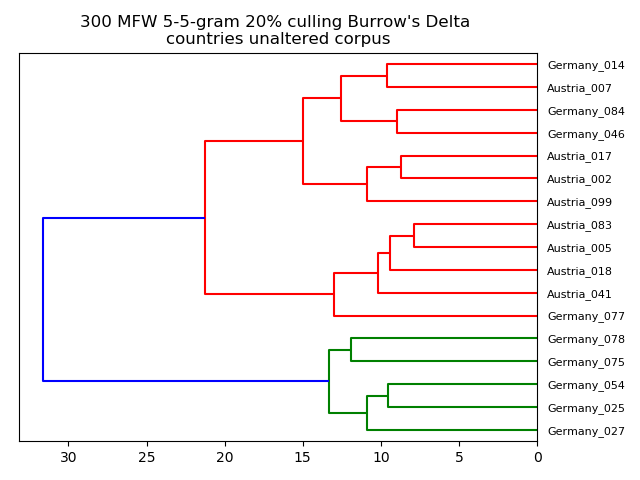 300 MFW 5-5-gram 20% culling Burrow's Delta
countries unaltered corpus
Germany_014
Austria_007
Germany_084
Germany_046
Austria_017
Austria_002
Austria_099
Austria_083
Austria_005
Austria_018
Austria_041
Germany_077
Germany_078
Germany_075
Germany_054
Germany_025
Germany_027
30 25 20 15 10 5 0